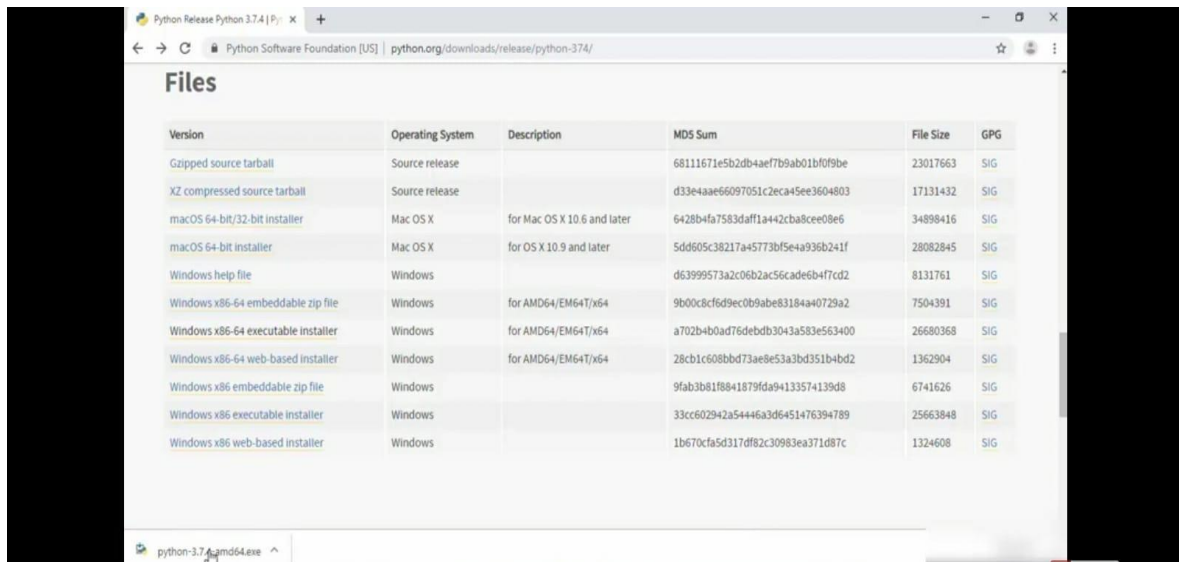 Python Release Python 3.7.4 | Py
Python Software Foundation [US] | python.org/downloads/release/python-374/
Files
Version Operating System Description MD5 Sum File Size GPG
Gzipped source tarball Source release 68111671e5b2db4aef7b9ab01bf0f9be 23017663 SIG
XZ compressed source tarball Source release d33e4aae66097051c2eca45ee3604803 17131432 SIG
macOS 64-bit/32-bit installer Mac OS X for Mac OS X 10.6 and later 6428b4fa7583daff1a442cba8cee08e6 34898416 SIG
macOS 64-bit installer Mac OS X for OS X 10.9 and later 5dd605c38217a45773bf5e4a936b241f 28082845 SIG
Windows help file Windows d63999573a2c06b2ac56cade6b4f7cd2 8131761 SIG
Windows x86-64 embeddable zip file Windows for AMD64/EM64T/x64 9b00c8cf6d9ec0b9abe83184a40729a2 7504391 SIG
Windows x86-64 executable installer Windows for AMD64/EM64T/x64 a702b4b0ad76debdb3043a583e563400 26680368 SIG
Windows x86-64 web-based installer Windows for AMD64/EM64T/x64 28cb1c608bbd73ae8e53a3bd351b4bd2 1362904 SIG
Windows x86 embeddable zip file Windows 9fab3b81f8841879fda94133574139d8 6741626 SIG
Windows x86 executable installer Windows 33cc602942a54446a3d6451476394789 25663848 SIG
Windows x86 web-based installer Windows 1b670cfa5d317df82c30983ea371d87c 1324608 SIG
python-3.7.4-amd64.exe